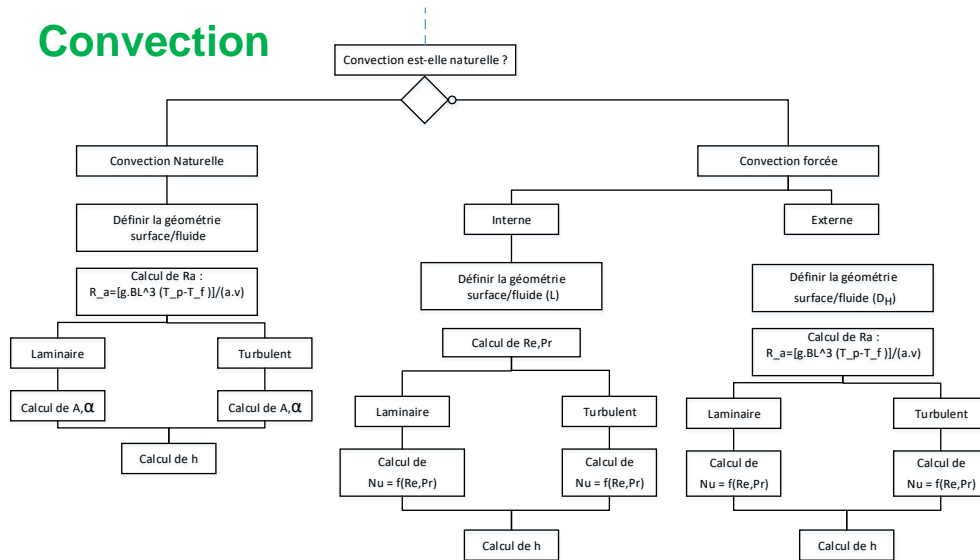 Convection
Convection est-elle naturelle ?
Convection Naturelle
Définir la géométrie
surface/fluide
Calcul de Ra :
R_a=[g.BL^3 (T_p-T_f )]/(a.v)
Laminaire
Turbulent
Calcul de A,α
Calcul de A,α
Calcul de h
Convection forcée
Interne
Externe
Définir la géométrie
surface/fluide (L)
Calcul de Re,Pr
Laminaire
Turbulent
Calcul de
Nu = f(Re,Pr)
Calcul de
Nu = f(Re,Pr)
Calcul de h
Définir la géométrie
surface/fluide (DH)
Calcul de Ra :
R_a=[g.BL^3 (T_p-T_f )]/(a.v)
Laminaire
Turbulent
Calcul de
Nu = f(Re,Pr)
Calcul de
Nu = f(Re,Pr)
Calcul de h